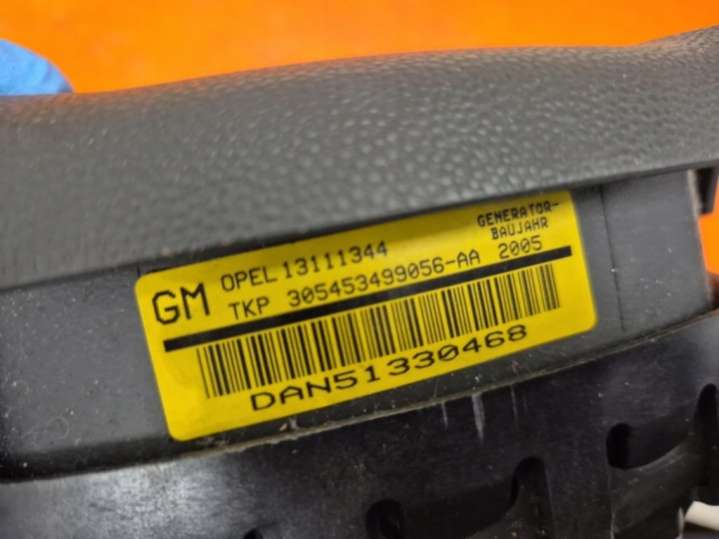 GM OPEL 13111344
TKP 305453499056-AA
GENERATOR-
BAUJAHR
2005
DAN51330468